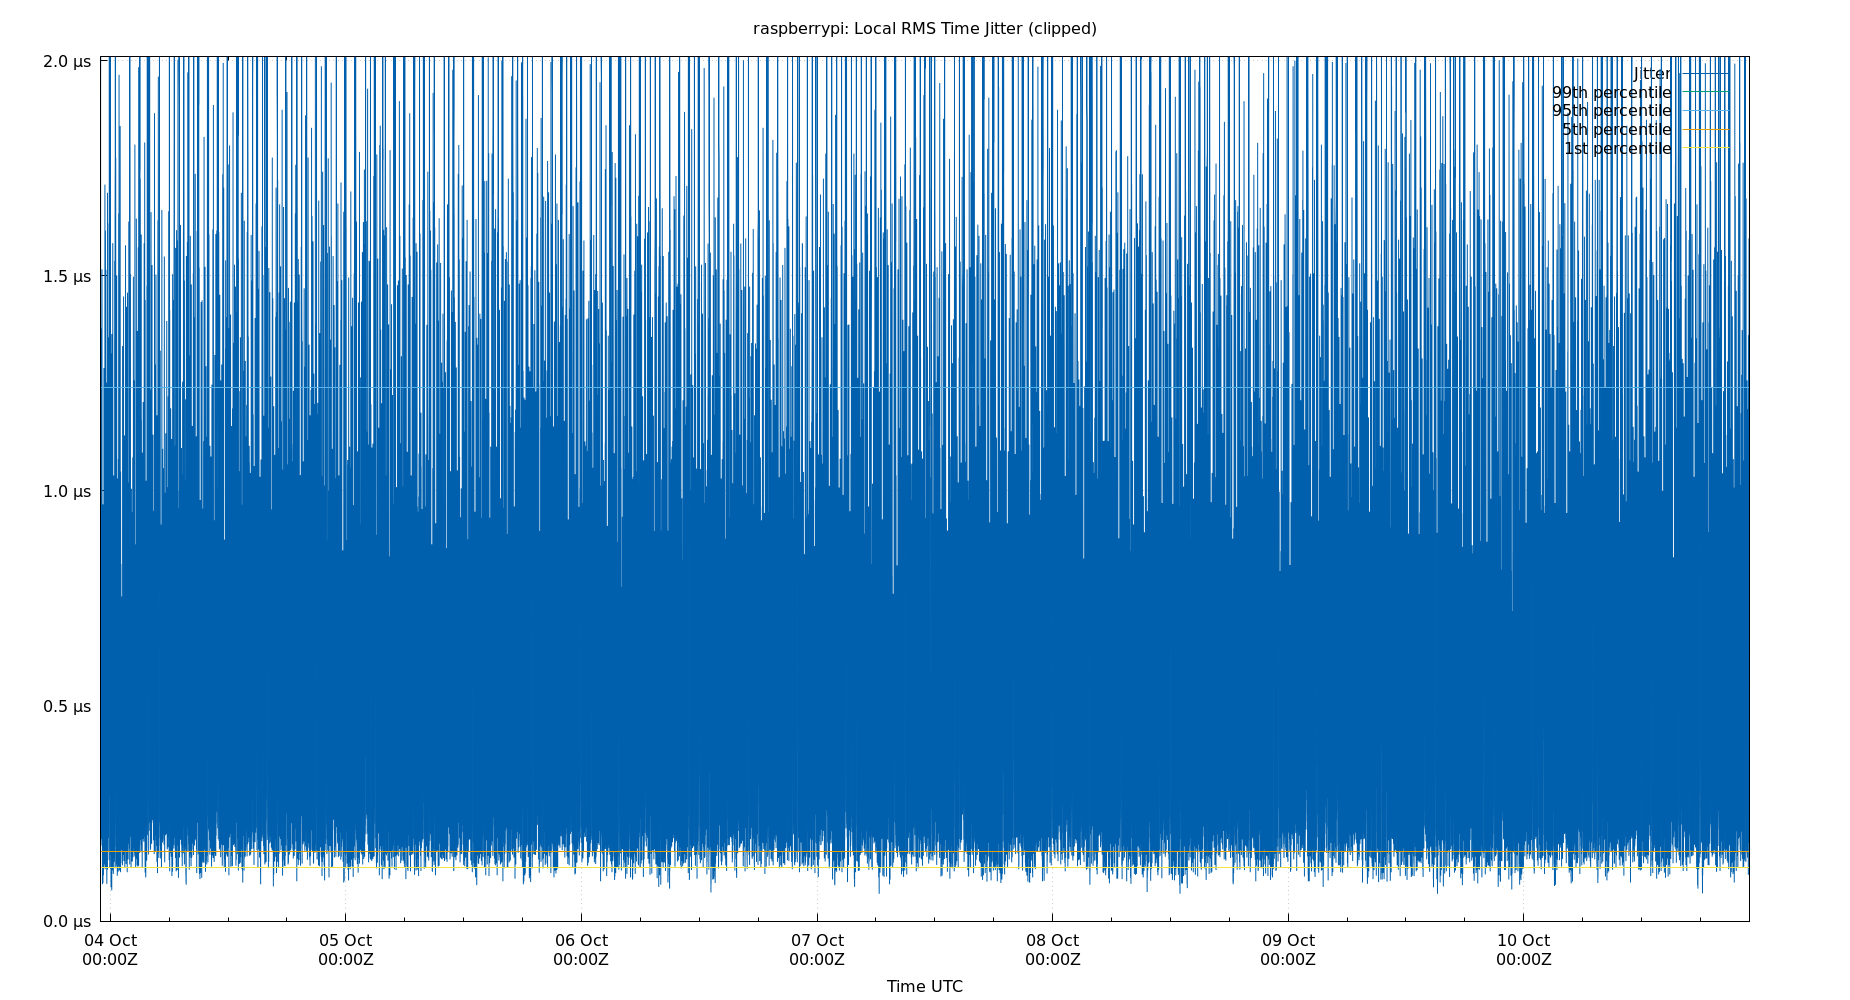 raspberrypi: Local RMS Time Jitter (clipped)
2.0 μs
1.5 μs
1.0 μs
0.5 μs
0.0 μs
Jitter
99th percentile
95th percentile
5th percentile
1st percentile
04 Oct 05 Oct 06 Oct 07 Oct 08 Oct 09 Oct 10 Oct
00:00Z 00:00Z 00:00Z 00:00Z 00:00Z 00:00Z 00:00Z
Time UTC